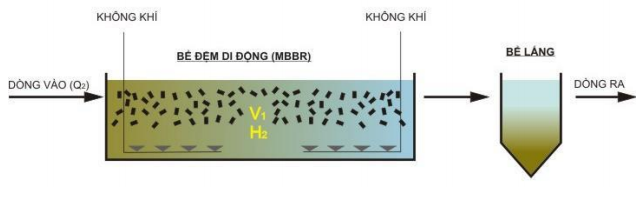 KHÔNG KHÍ
KHÔNG KHÍ
BỂ ĐỆM DI ĐỘNG (MBBR)
BỂ LẮNG
DÒNG VÀO (Q2)
DÒNG RA
V1
H2